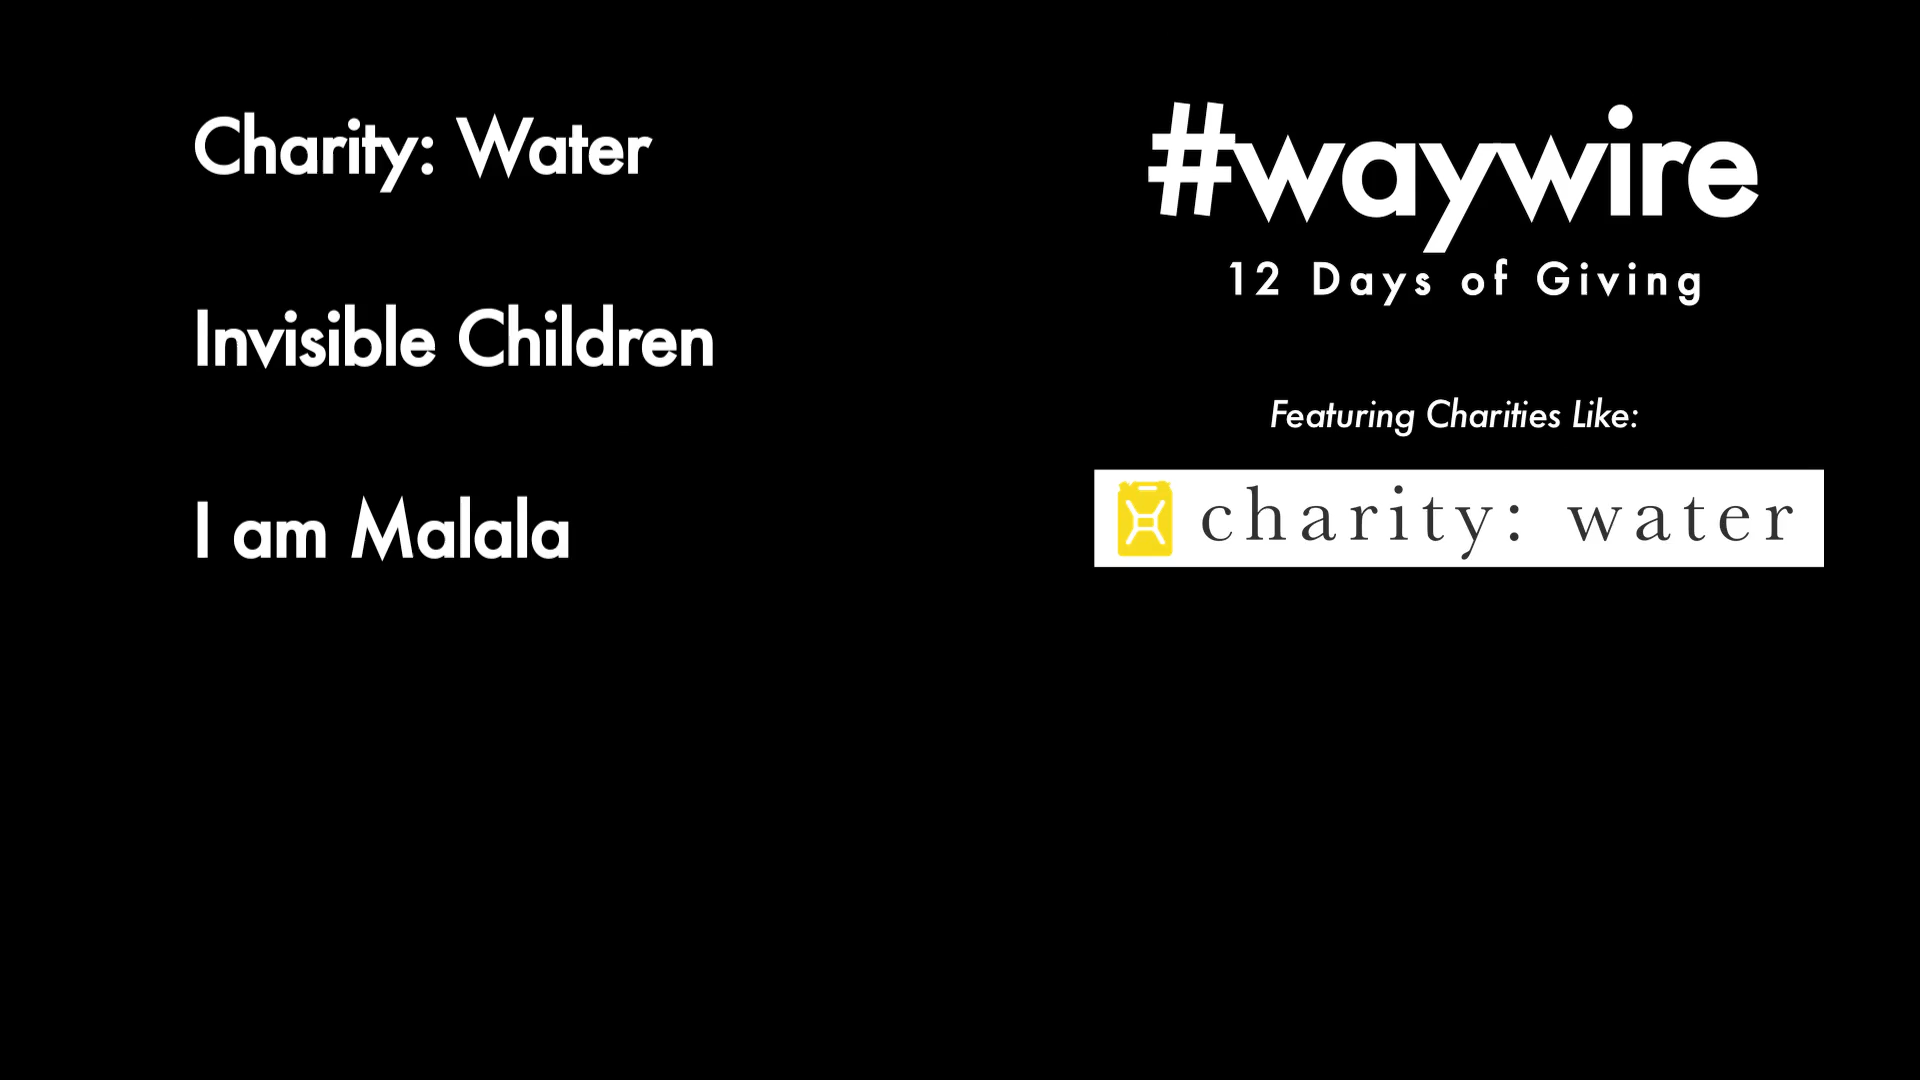 Charity: Water
Invisible Children
I am Malala
#waywire
12 Days of Giving
Featuring Charities Like:
charity: water